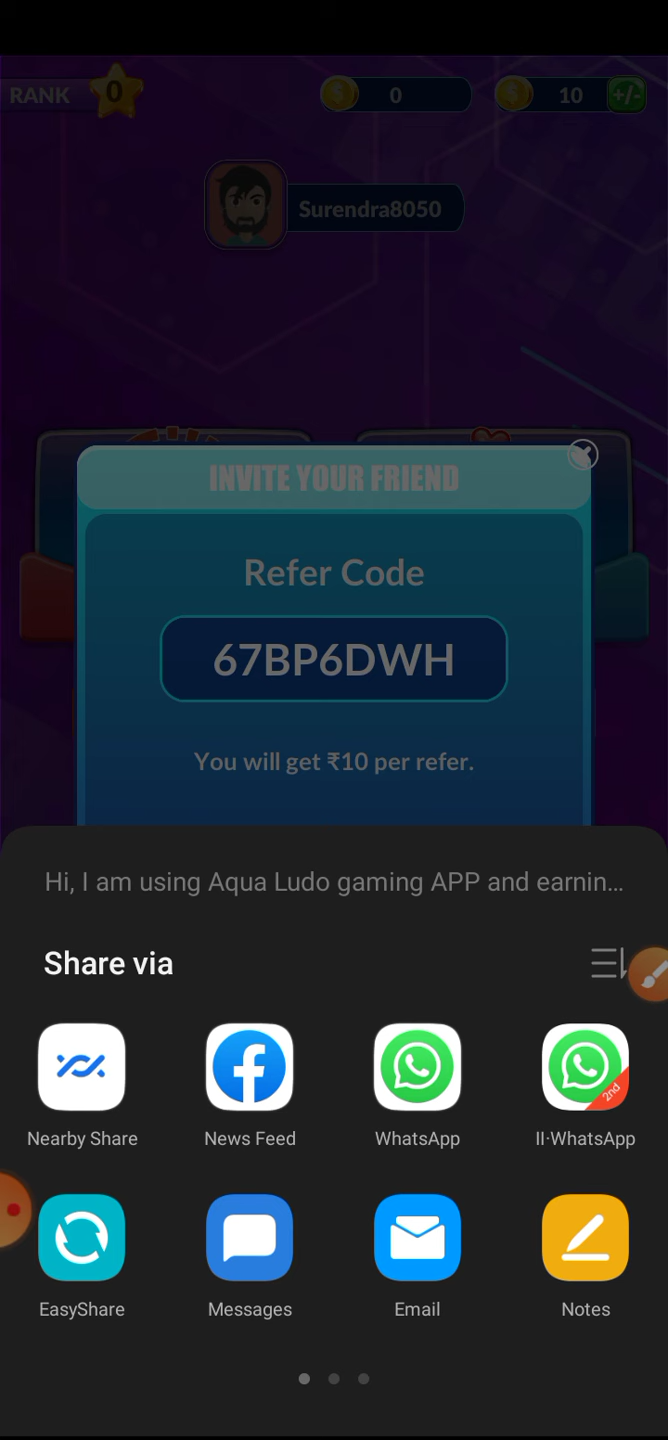 RANK 0 0 10 +/-
Surendra8050
INVITE YOUR FRIEND
Refer Code
67BP6DWH
You will get ₹10 per refer.
Hi, I am using Aqua Ludo gaming APP and earnin...
Share via
Nearby Share News Feed WhatsApp II·WhatsApp
2nd
EasyShare Messages Email Notes